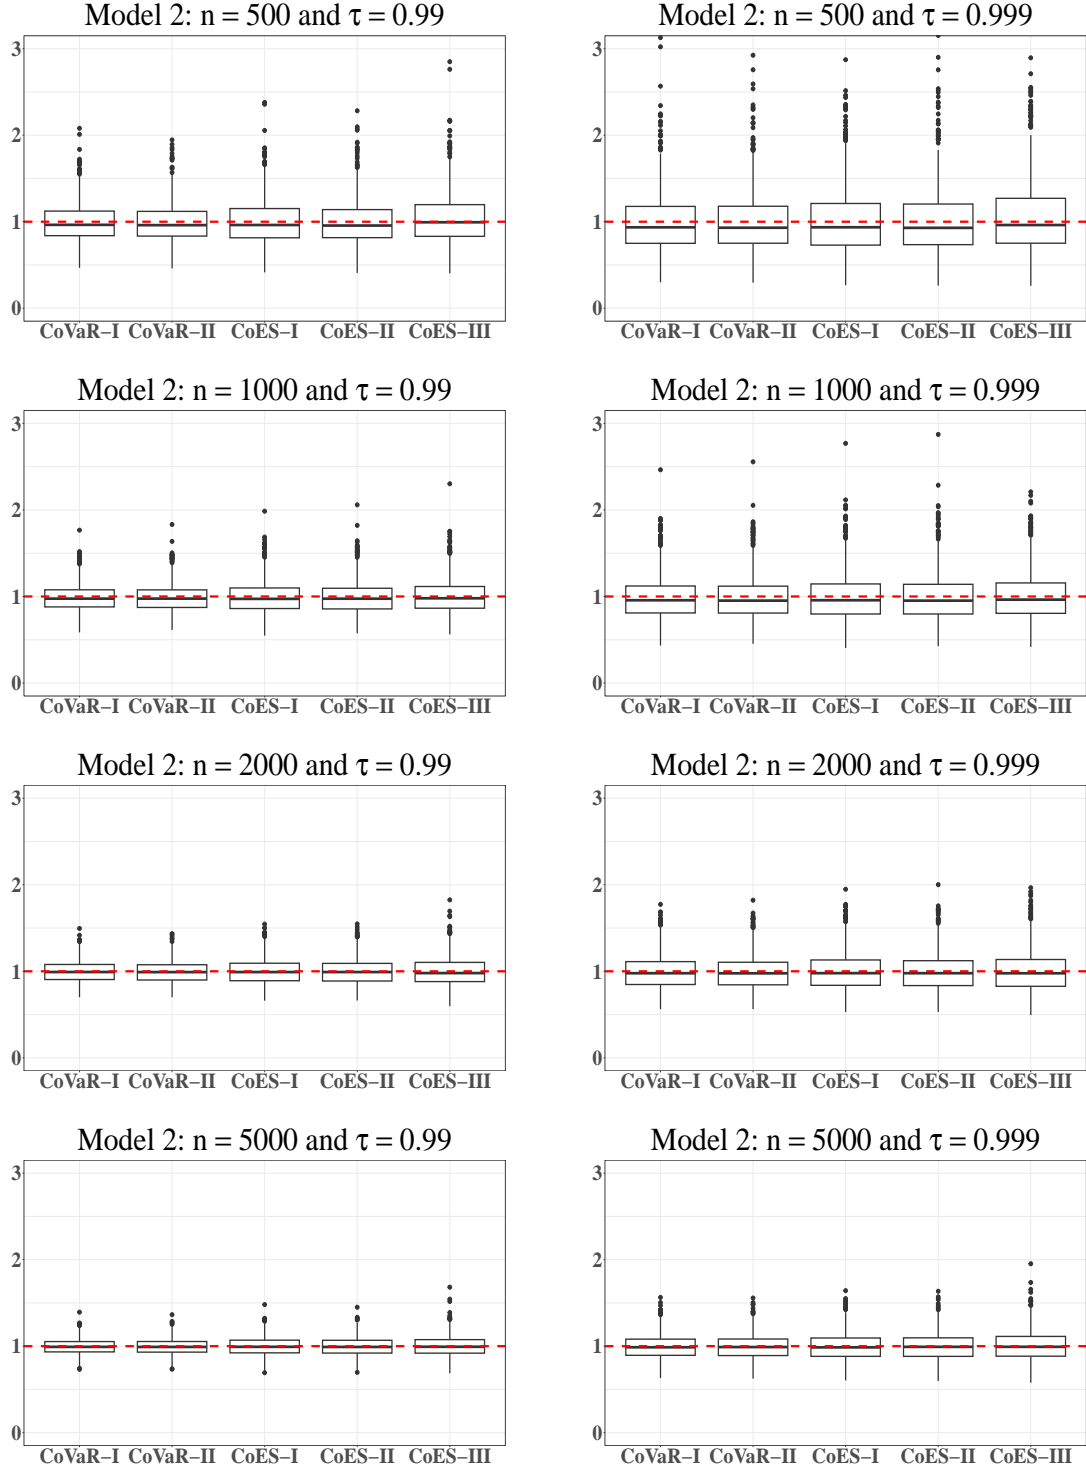 Model 2: n = 500 and τ = 0.99
3
2
1
0
CoVaR−I CoVaR−II CoES−I CoES−II CoES−III
Model 2: n = 500 and τ = 0.999
3
2
1
0
CoVaR−I CoVaR−II CoES−I CoES−II CoES−III
Model 2: n = 1000 and τ = 0.99
3
2
1
0
CoVaR−I CoVaR−II CoES−I CoES−II CoES−III
Model 2: n = 1000 and τ = 0.999
3
2
1
0
CoVaR−I CoVaR−II CoES−I CoES−II CoES−III
Model 2: n = 2000 and τ = 0.99
3
2
1
0
CoVaR−I CoVaR−II CoES−I CoES−II CoES−III
Model 2: n = 2000 and τ = 0.999
3
2
1
0
CoVaR−I CoVaR−II CoES−I CoES−II CoES−III
Model 2: n = 5000 and τ = 0.99
3
2
1
0
CoVaR−I CoVaR−II CoES−I CoES−II CoES−III
Model 2: n = 5000 and τ = 0.999
3
2
1
0
CoVaR−I CoVaR−II CoES−I CoES−II CoES−III